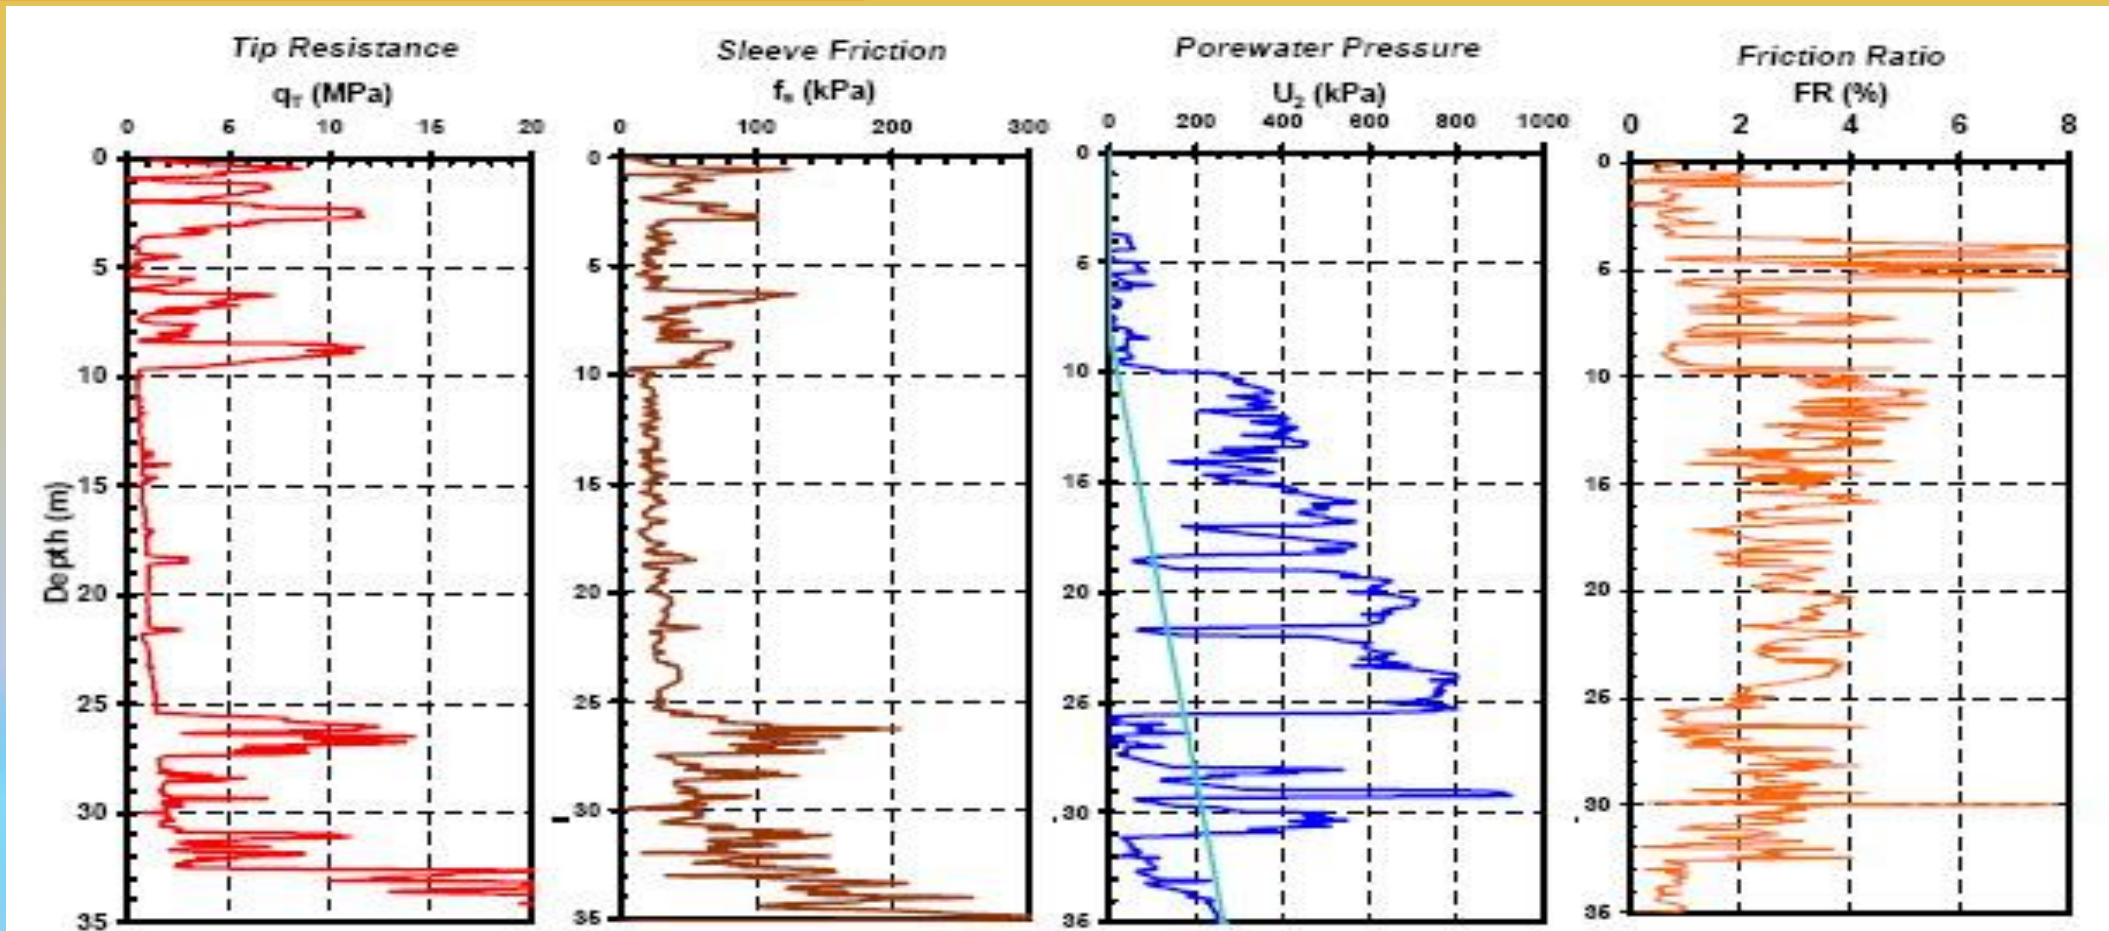 Tip Resistance
qT (MPa)
0 5 10 15 20
0
5
10
15
20
25
30
35
Depth (m)
Sleeve Friction
fs (kPa)
0 100 200 300
0
5
10
15
20
25
30
35
Porewater Pressure
U2 (kPa)
0 200 400 600 800 1000
0
5
10
15
20
25
30
35
Friction Ratio
FR (%)
0 2 4 6 8
0
5
10
15
20
25
30
35